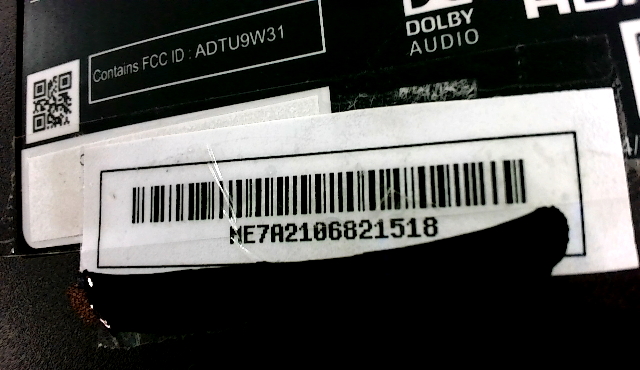 Contains FCC ID : ADTU9W31
DOLBY
AUDIO
ME7A2106821518